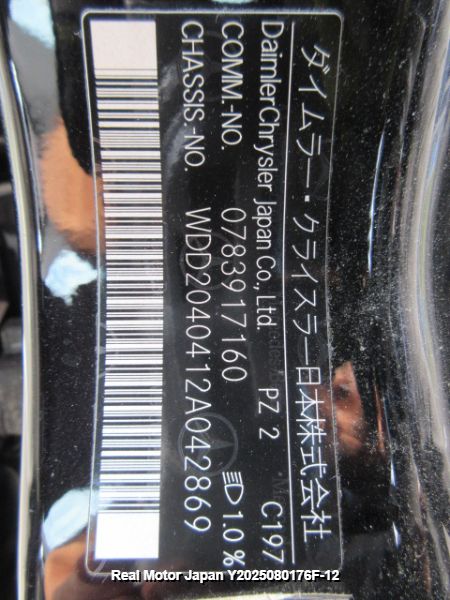 ダイムラー・クライスラー日本株式会社
DaimlerChrysler Japan Co., Ltd. PZ 2 C197
COMM.-NO. 0783917160 1.0 %
CHASSIS.-NO. WDD2040412A042869
Real Motor Japan Y2025080176F-12